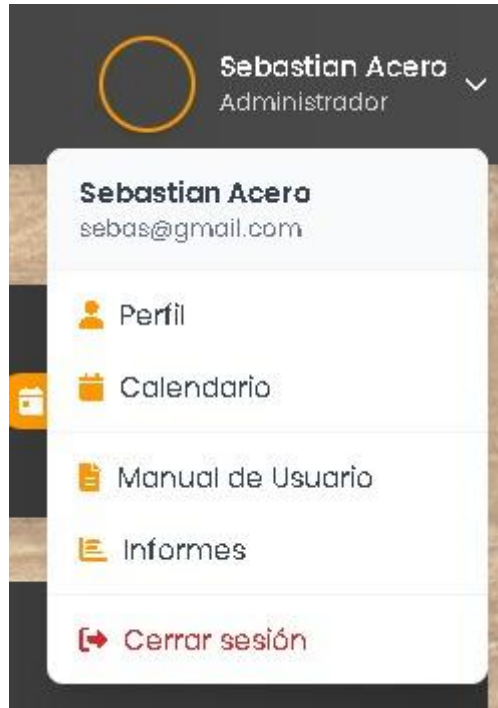 Sebastian Acero
Administrador
Sebastian Acero
sebas@gmail.com
Perfil
Calendario
Manual de Usuario
Informes
Cerrar sesión